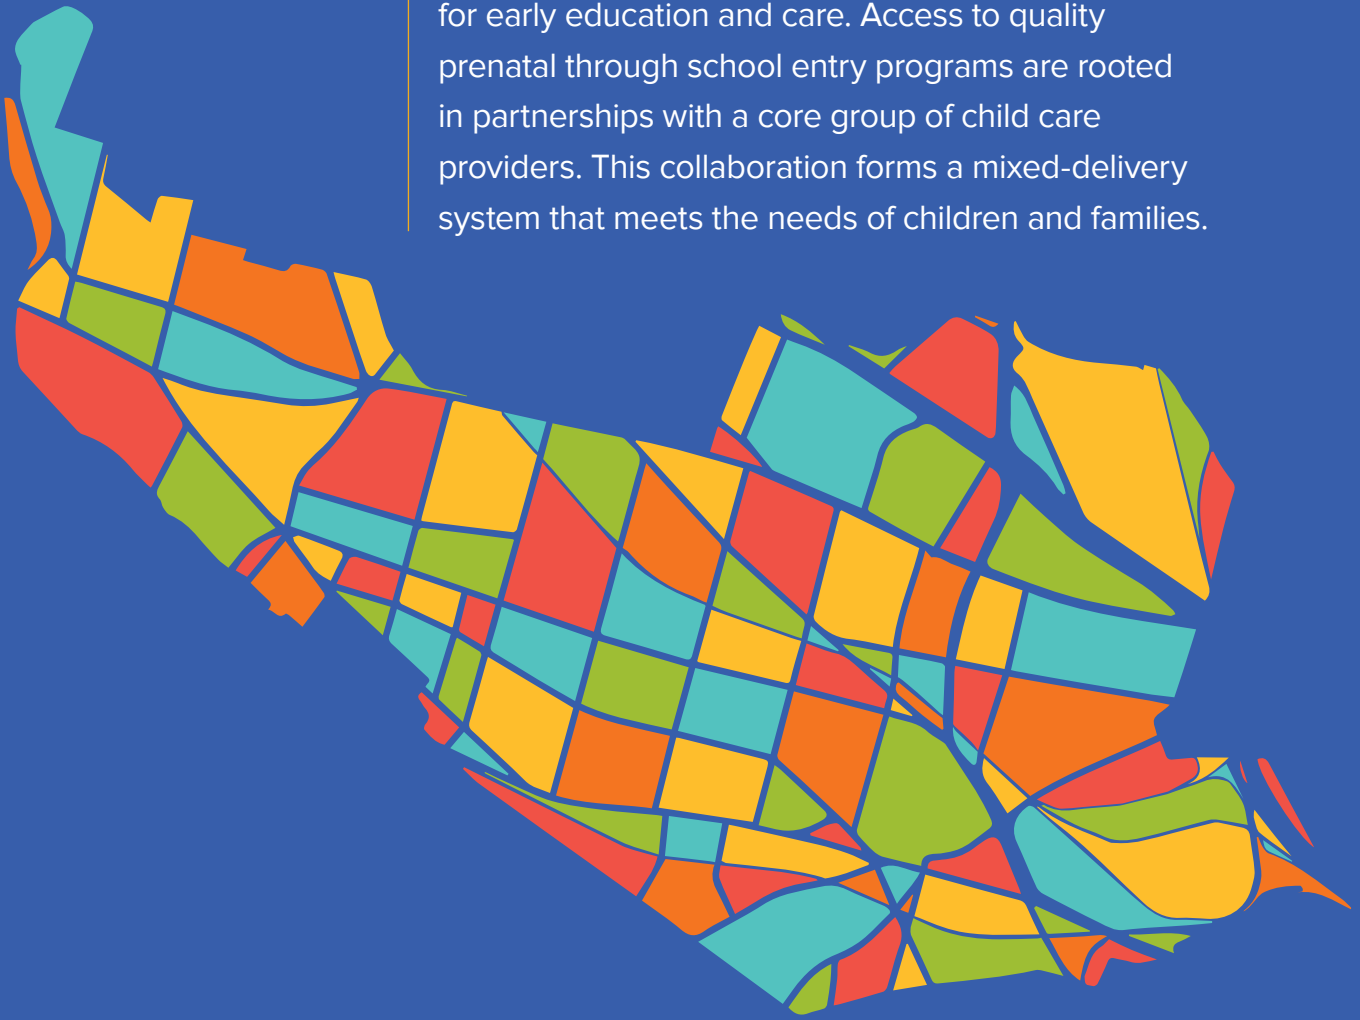 for early education and care. Access to quality
prenatal through school entry programs are rooted
in partnerships with a core group of child care
providers. This collaboration forms a mixed-delivery
system that meets the needs of children and families.